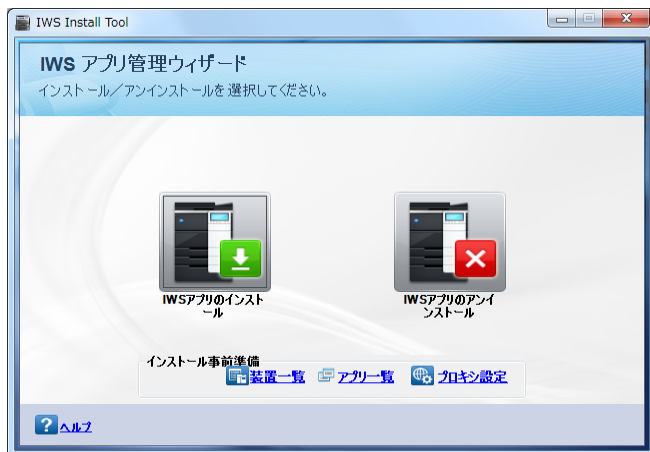 IWS Install Tool
IWS アプリ管理ウィザード
インストール／アンインストールを選択してください。
IWSアプリのインスト
ール
IWSアプリのアンイ
ンストール
インストール事前準備
装置一覧 アプリ一覧 プロキシ設定
? ヘルプ